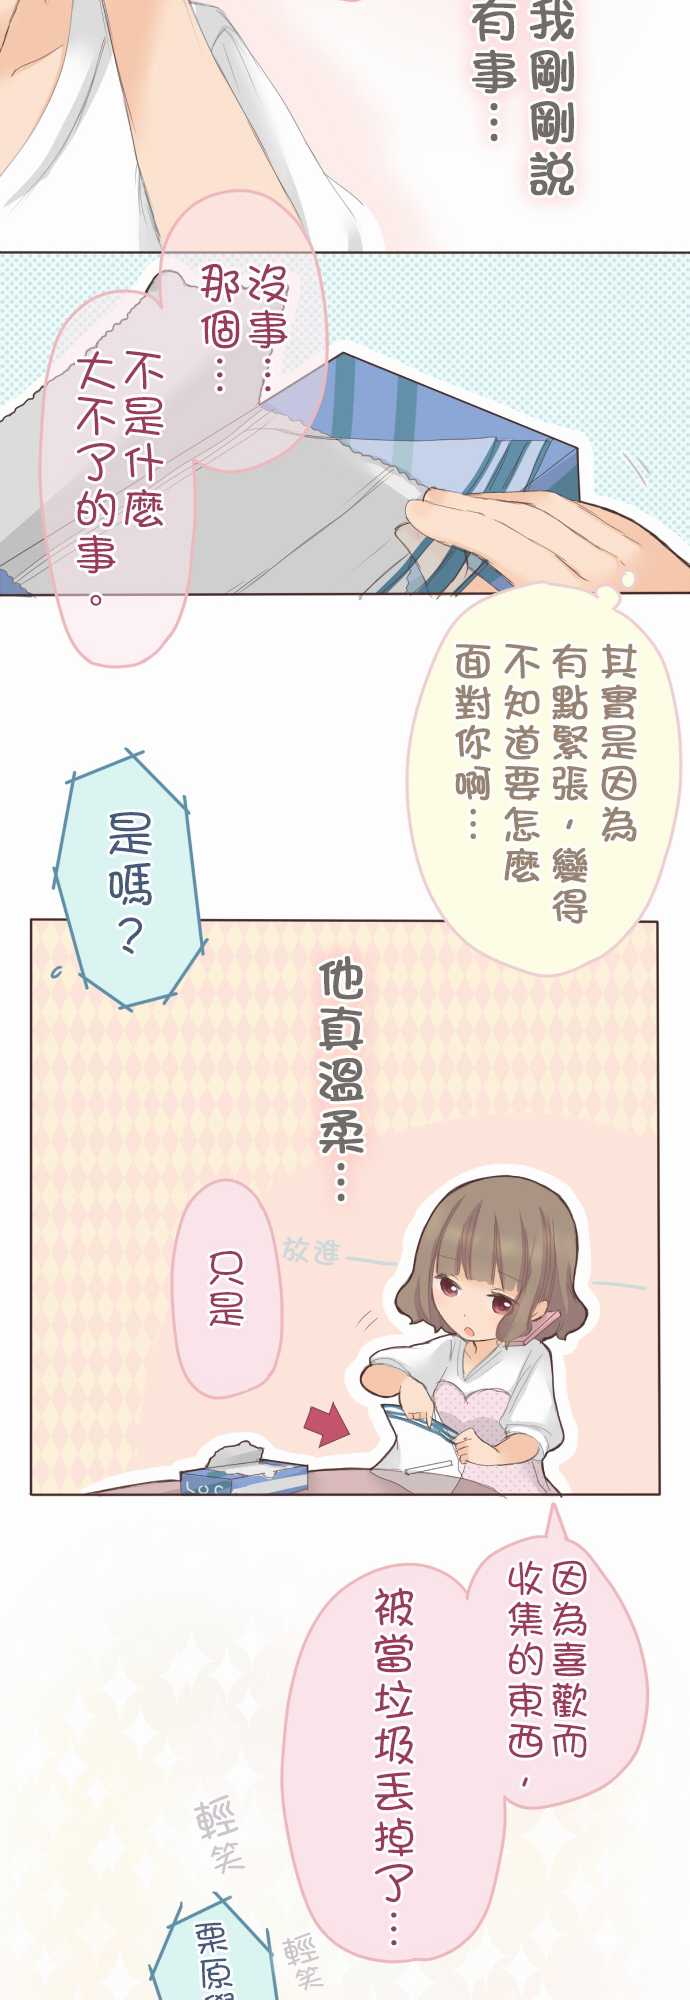 我剛剛說
有事…
沒事…
那個…
不是什麼
大不了的事。
其實是因為
有點緊張，變得
不知道要怎麼
面對你啊…
是嗎？
他真溫柔…
放進
只是
因為喜歡而
收集的東西，
被當垃圾丟掉了…
輕笑
輕笑
栗原